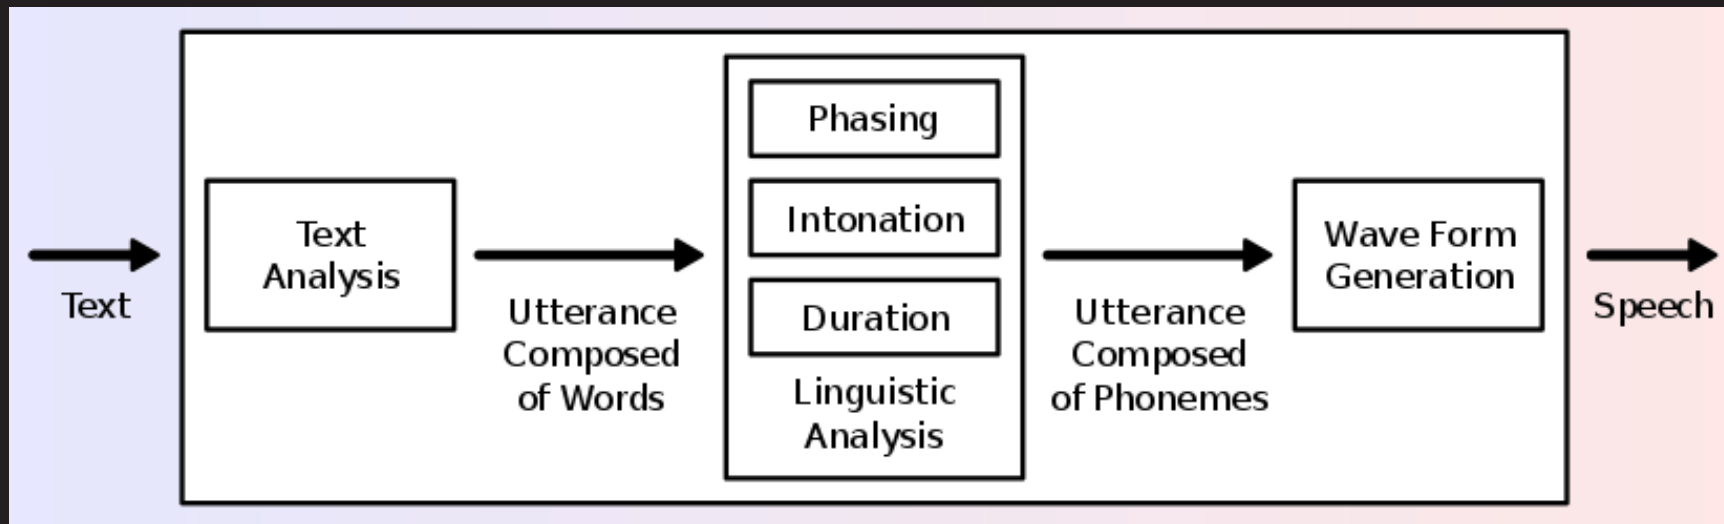 Text
Text
Analysis
Utterance
Composed
of Words
Phasing
Intonation
Duration
Linguistic
Analysis
Utterance
Composed
of Phonemes
Wave Form
Generation
Speech